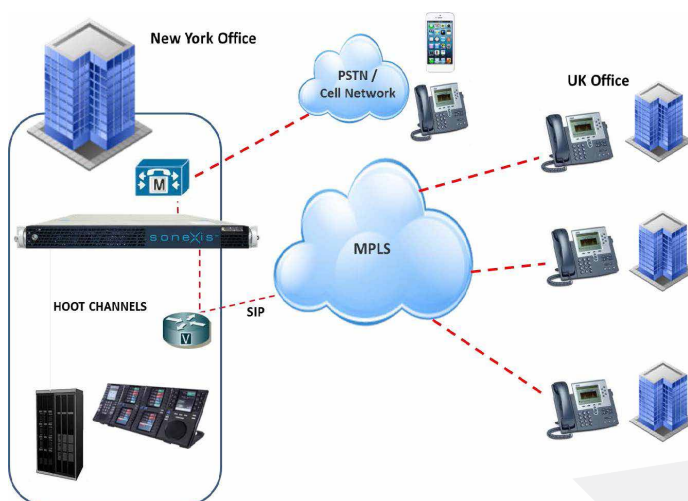 New York Office
PSTN /
Cell Network
UK Office
M
sonexis
MPLS
HOOT CHANNELS
SIP
V